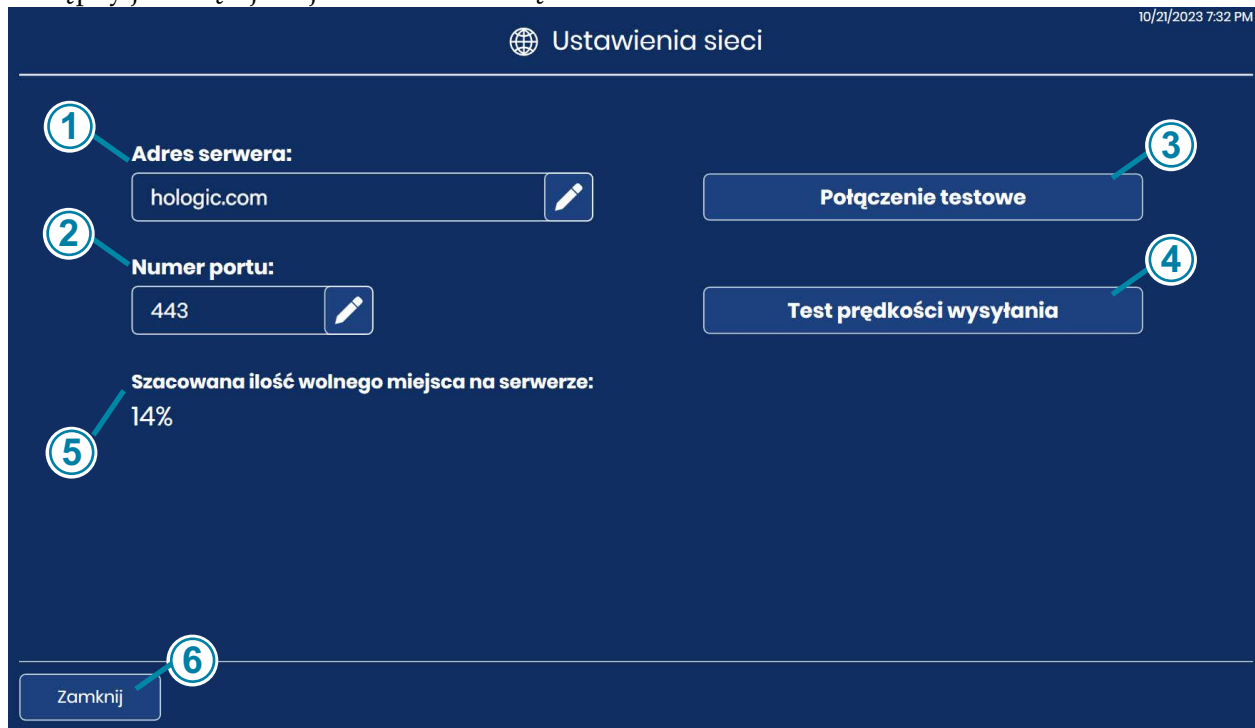 10/21/2023 7:32 PM
Ustawienia sieci
1
Adres serwera:
hologic.com
3
Połączenie testowe
2
Numer portu:
443
4
Test prędkości wysyłania
Szacowana ilość wolnego miejsca na serwerze:
14%
5
6
Zamknij